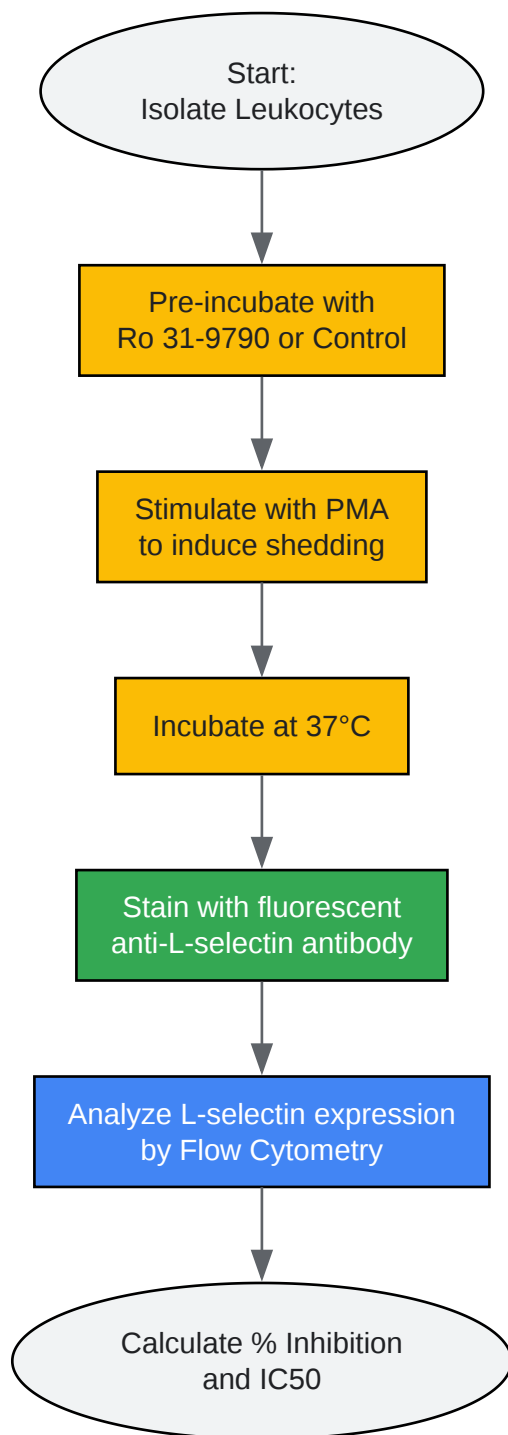 Start:
Isolate Leukocytes
Pre-incubate with
Ro 31-9790 or Control
Stimulate with PMA
to induce shedding
Incubate at 37°C
Stain with fluorescent
anti-L-selectin antibody
Analyze L-selectin expression
by Flow Cytometry
Calculate % Inhibition
and IC50